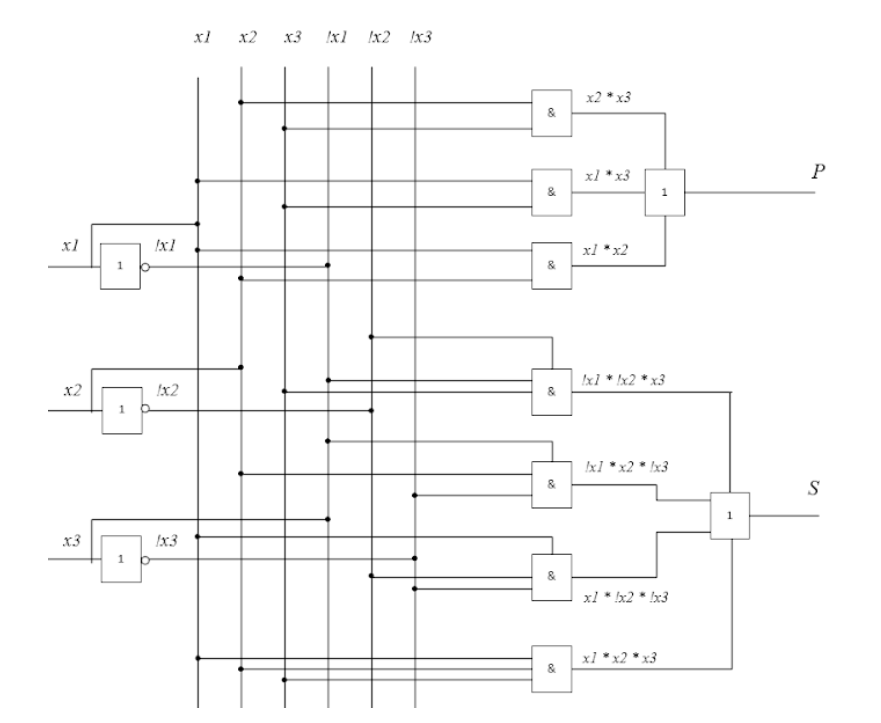 x1 x2 x3 !x1 !x2 !x3
& x2 * x3
& x1 * x3 1 P
& x1 * x2
x1 1 !x1
x2 1 !x2
x3 1 !x3
& !x1 * !x2 * x3
& !x1 * x2 * !x3
1 S
& x1 * !x2 * !x3
& x1 * x2 * x3